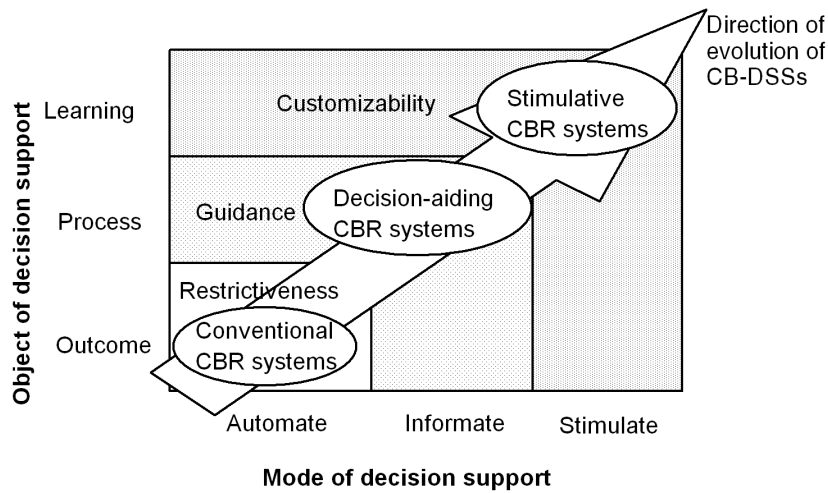 Direction of
evolution of
CB-DSSs
Object of decision support
Learning
Customizability
Stimulative
CBR systems
Process
Guidance
Decision-aiding
CBR systems
Outcome
Restrictiveness
Conventional
CBR systems
Automate
Informate
Stimulate
Mode of decision support